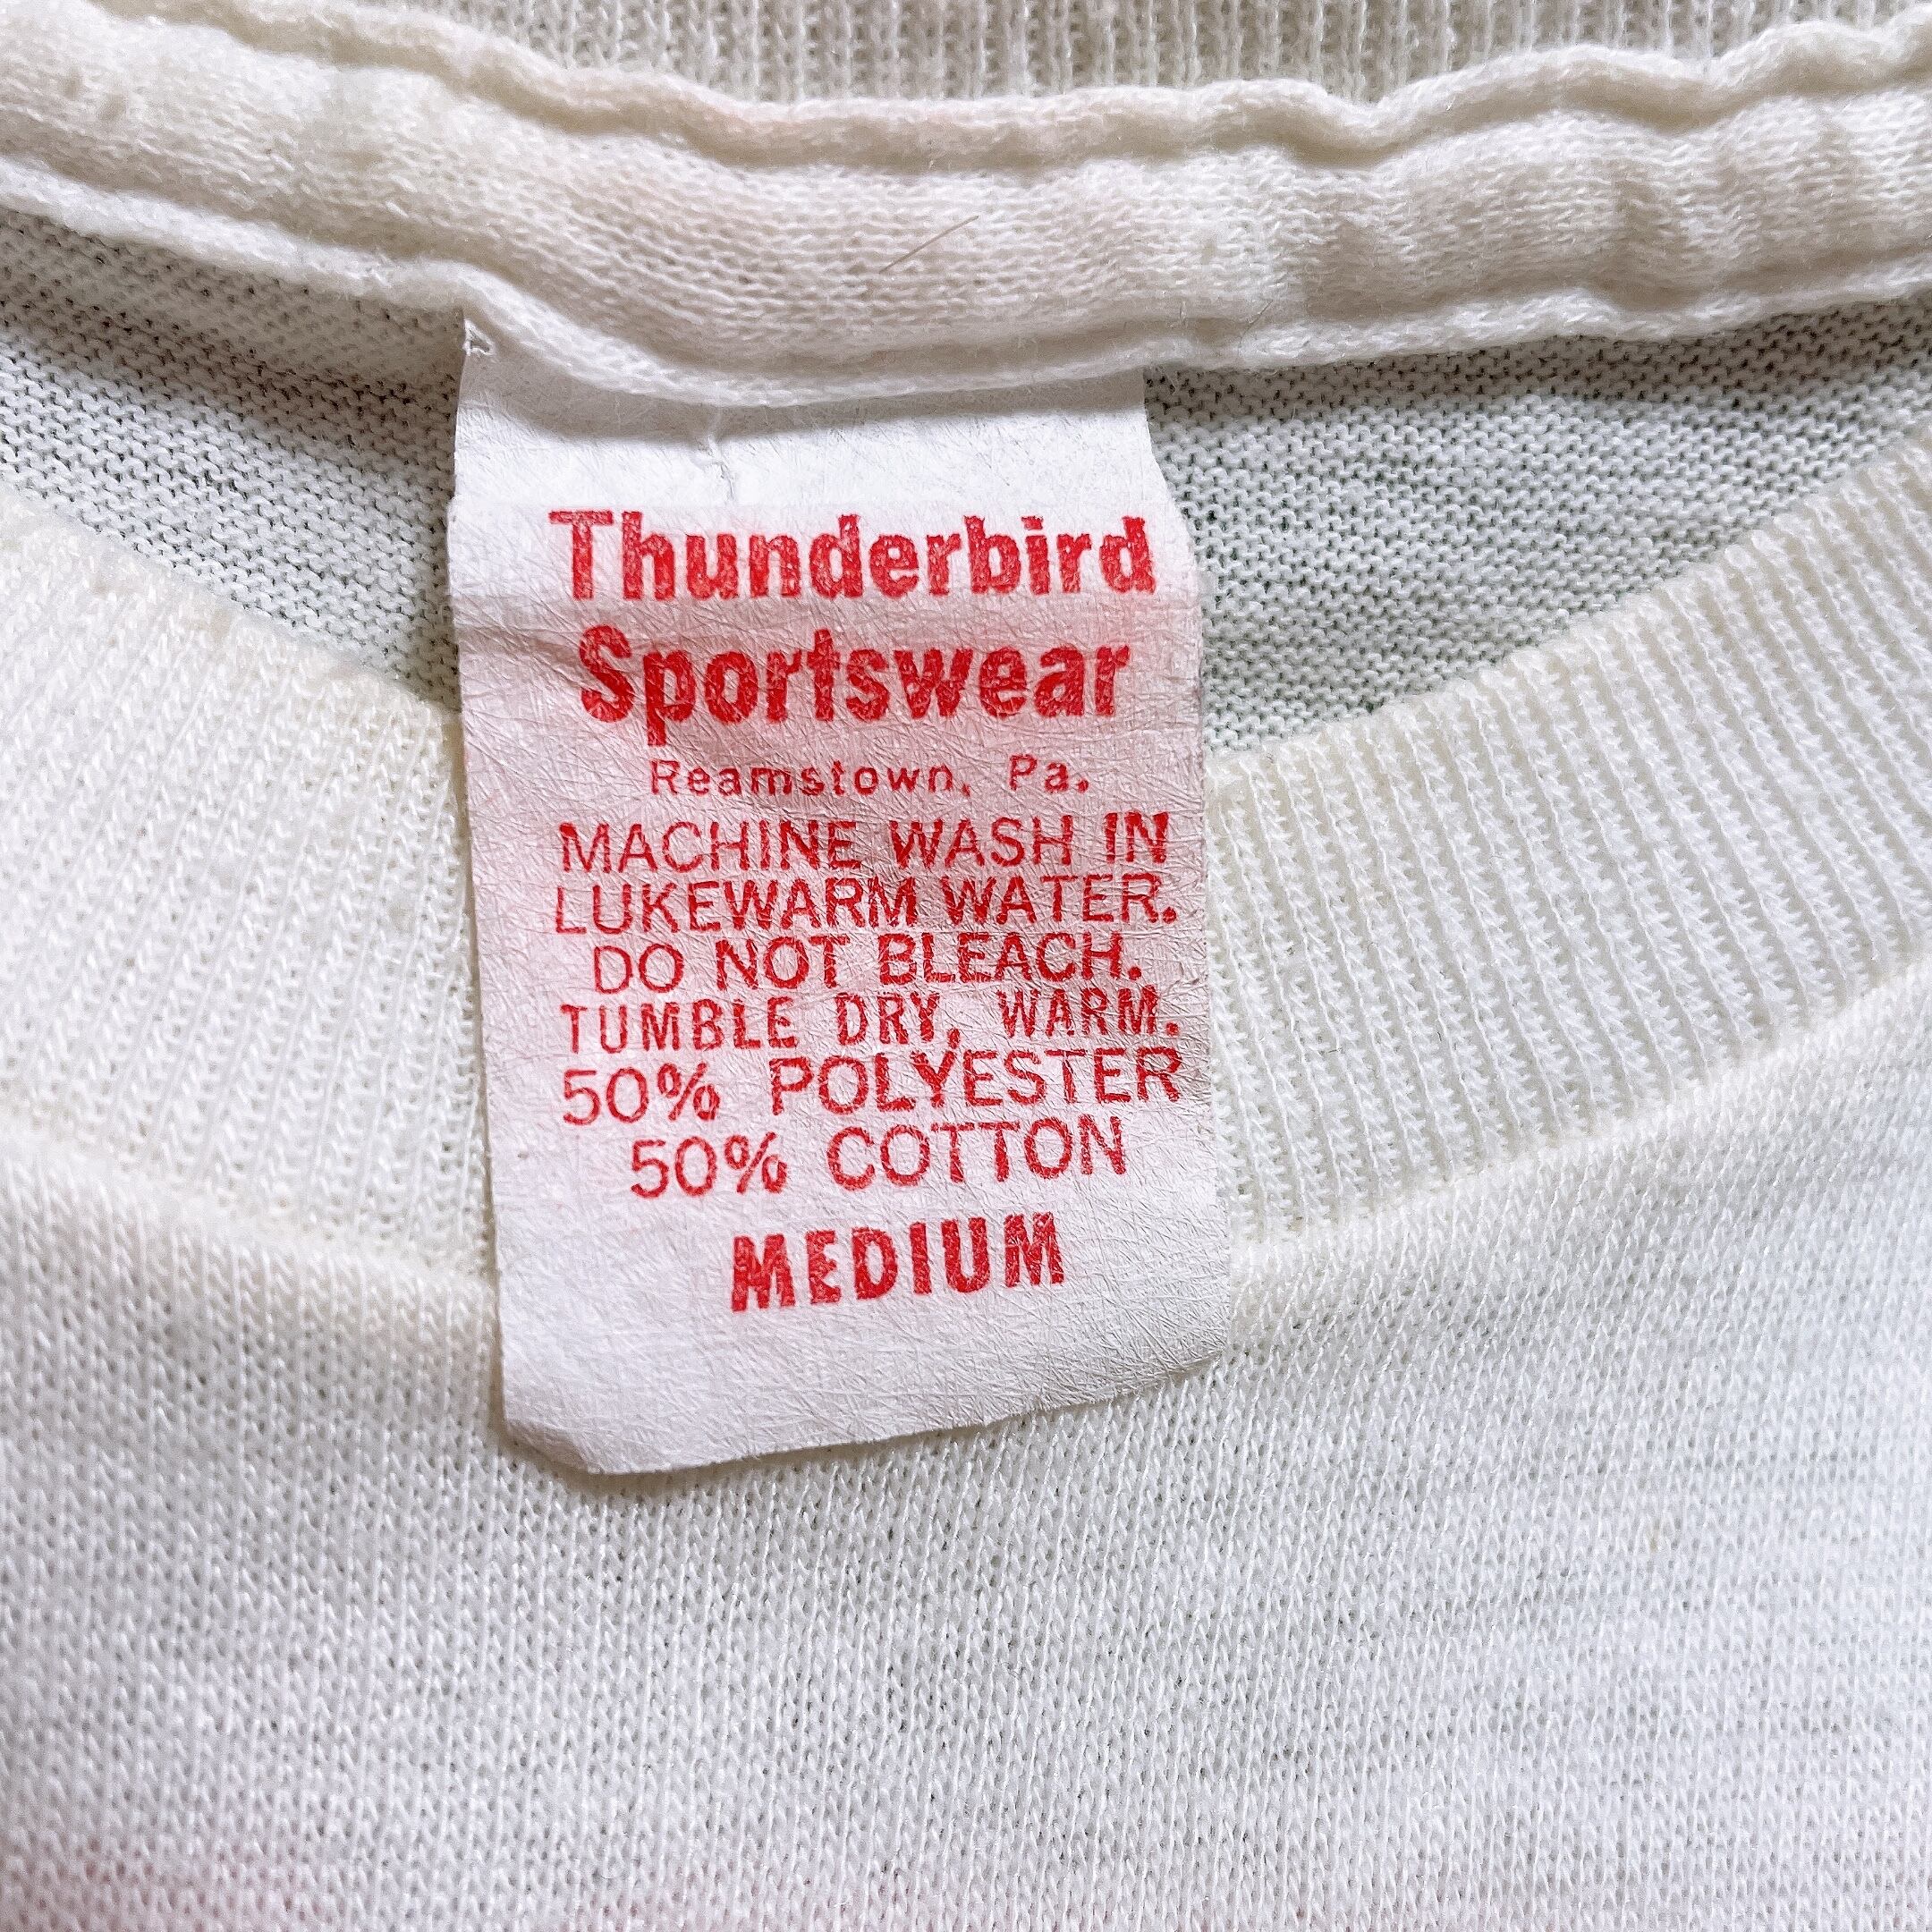 Thunderbird
Sportswear
Reamstown, Pa.
MACHINE WASH IN
LUKEWARM WATER.
DO NOT BLEACH.
TUMBLE DRY, WARM.
50% POLYESTER
50% COTTON
MEDIUM